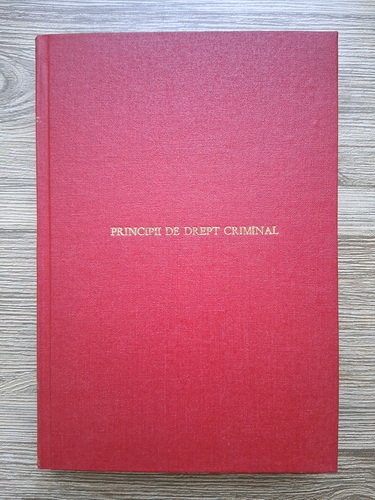 PRINCIPII DE DREPT CRIMINAL